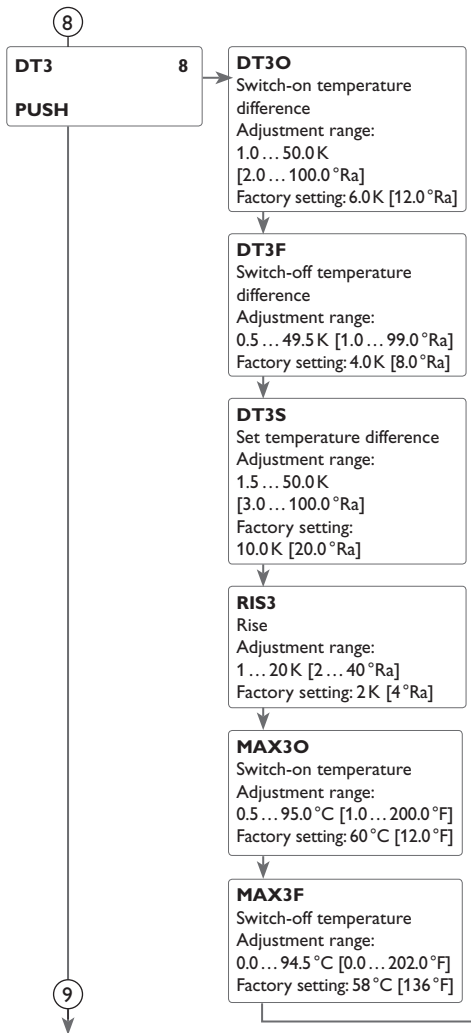 8
DT3 8
PUSH
DT3O
Switch-on temperature
difference
Adjustment range:
1.0 … 50.0 K
[2.0 … 100.0 °Ra]
Factory setting: 6.0 K [12.0 °Ra]
DT3F
Switch-off temperature
difference
Adjustment range:
0.5 … 49.5 K [1.0 … 99.0 °Ra]
Factory setting: 4.0 K [8.0 °Ra]
DT3S
Set temperature difference
Adjustment range:
1.5 … 50.0 K
[3.0 … 100.0 °Ra]
Factory setting:
10.0 K [20.0 °Ra]
RIS3
Rise
Adjustment range:
1 … 20 K [2 … 40 °Ra]
Factory setting: 2 K [4 °Ra]
MAX3O
Switch-on temperature
Adjustment range:
0.5 … 95.0 °C [1.0 … 200.0 °F]
Factory setting: 60 °C [12.0 °F]
MAX3F
Switch-off temperature
Adjustment range:
0.0 … 94.5 °C [0.0 … 202.0 °F]
Factory setting: 58 °C [136 °F]
9